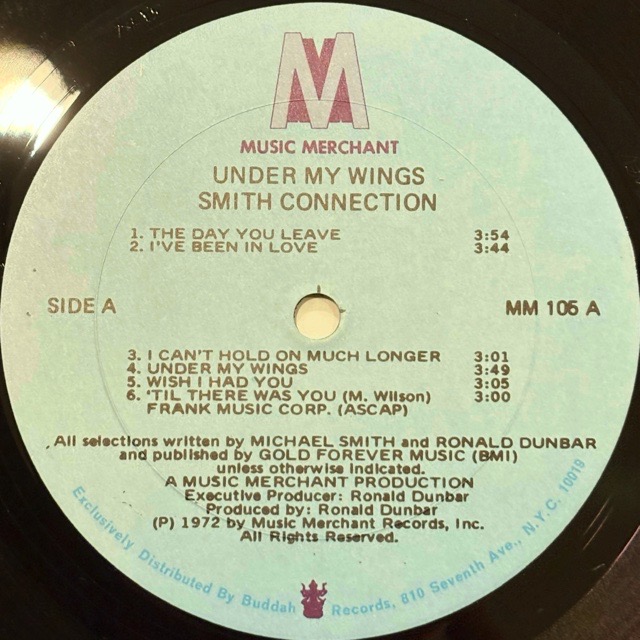 M
MUSIC MERCHANT
UNDER MY WINGS
SMITH CONNECTION
1. THE DAY YOU LEAVE 3:54
2. I'VE BEEN IN LOVE 3:44
SIDE A MM 105 A
3. I CAN'T HOLD ON MUCH LONGER 3:01
4. UNDER MY WINGS 3:49
5. WISH I HAD YOU 3:05
6. 'TIL THERE WAS YOU (M. Wilson) 3:00
FRANK MUSIC CORP. (ASCAP)
All selections written by MICHAEL SMITH and RONALD DUNBAR
and published by GOLD FOREVER MUSIC (BMI)
unless otherwise indicated.
A MUSIC MERCHANT PRODUCTION
Executive Producer: Ronald Dunbar
Produced by: Ronald Dunbar
(P) 1972 by Music Merchant Records, Inc.
All Rights Reserved.
Exclusively Distributed By Buddah Records, 810 Seventh Ave., N.Y.C. 10019